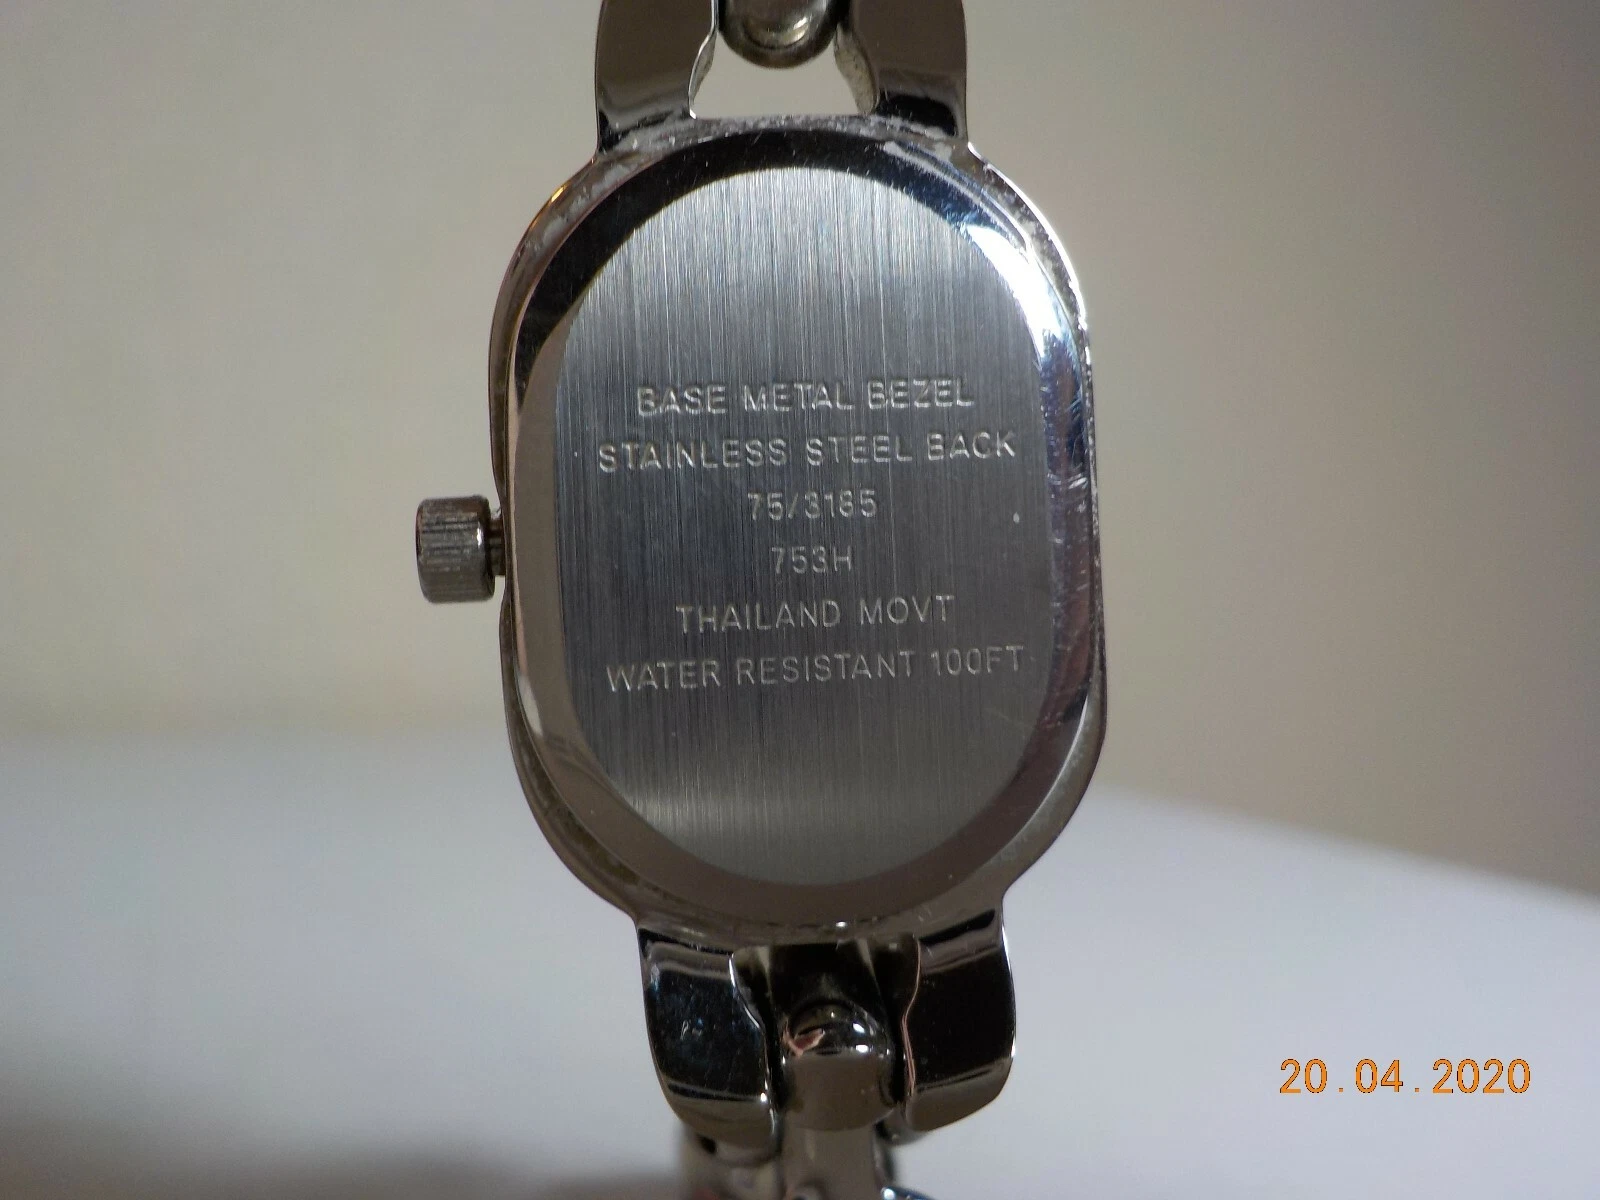 BASE METAL BEZEL
STAINLESS STEEL BACK
75/3185
753H
THAILAND MOVT
WATER RESISTANT 100FT
20.04.2020